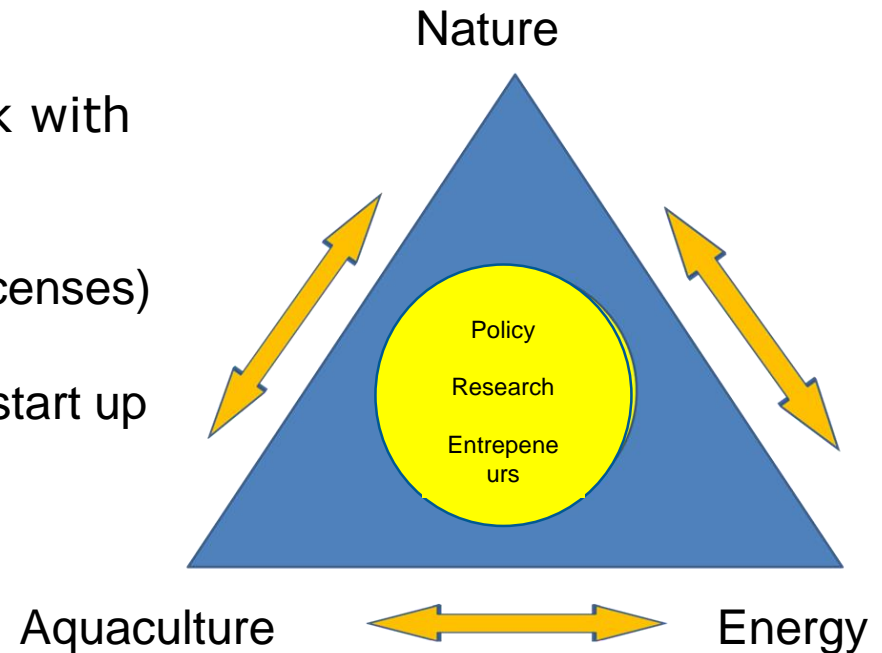 Nature
k with
censes)
start up
Policy
Research
Entrepene
urs
Aquaculture
Energy